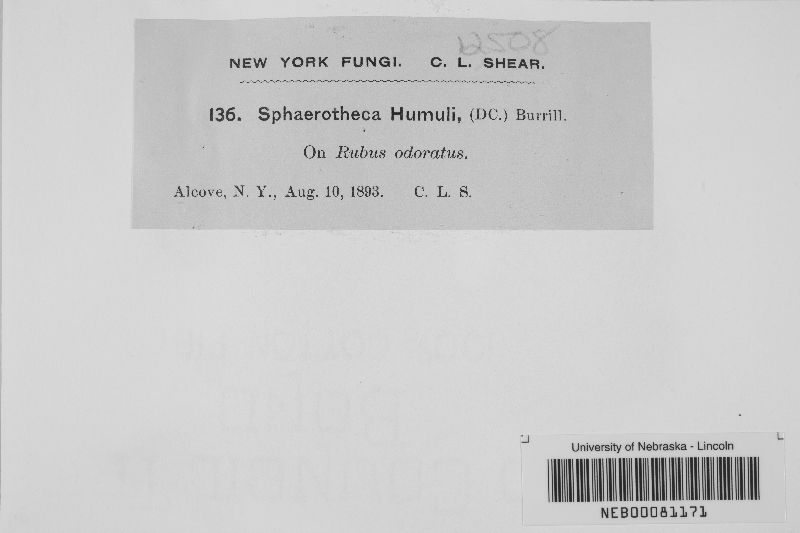 12508
NEW YORK FUNGI. C. L. SHEAR.
136. Sphaerotheca Humuli, (DC.) Burrill.
On Rubus odoratus.
Alcove, N. Y., Aug. 10, 1893. C. L. S.
University of Nebraska - Lincoln
NEB00081171